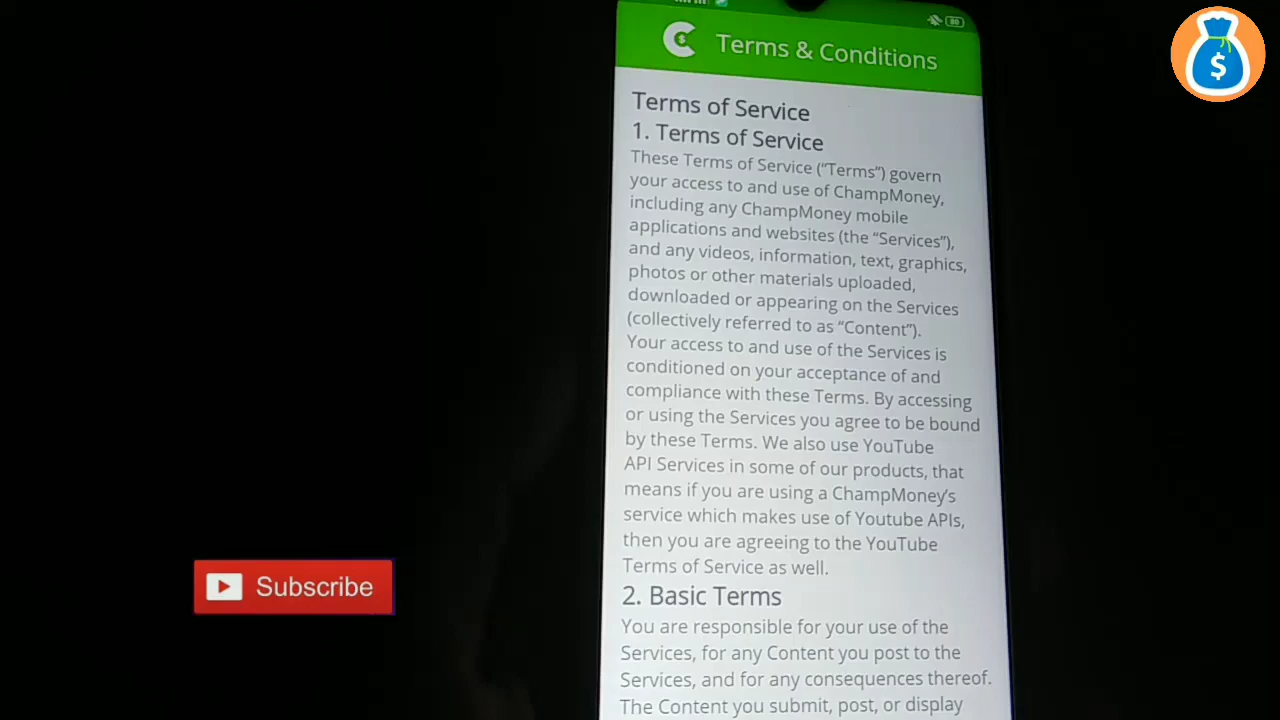 80
Terms & Conditions
$
Terms of Service
1. Terms of Service
These Terms of Service (“Terms”) govern
your access to and use of ChampMoney,
including any ChampMoney mobile
applications and websites (the “Services”),
and any videos, information, text, graphics,
photos or other materials uploaded,
downloaded or appearing on the Services
(collectively referred to as “Content”).
Your access to and use of the Services is
conditioned on your acceptance of and
compliance with these Terms. By accessing
or using the Services you agree to be bound
by these Terms. We also use YouTube
API Services in some of our products, that
means if you are using a ChampMoney’s
service which makes use of Youtube APIs,
then you are agreeing to the YouTube
Terms of Service as well.
2. Basic Terms
You are responsible for your use of the
Services, for any Content you post to the
Services, and for any consequences thereof.
The Content you submit, post, or display
Subscribe
$